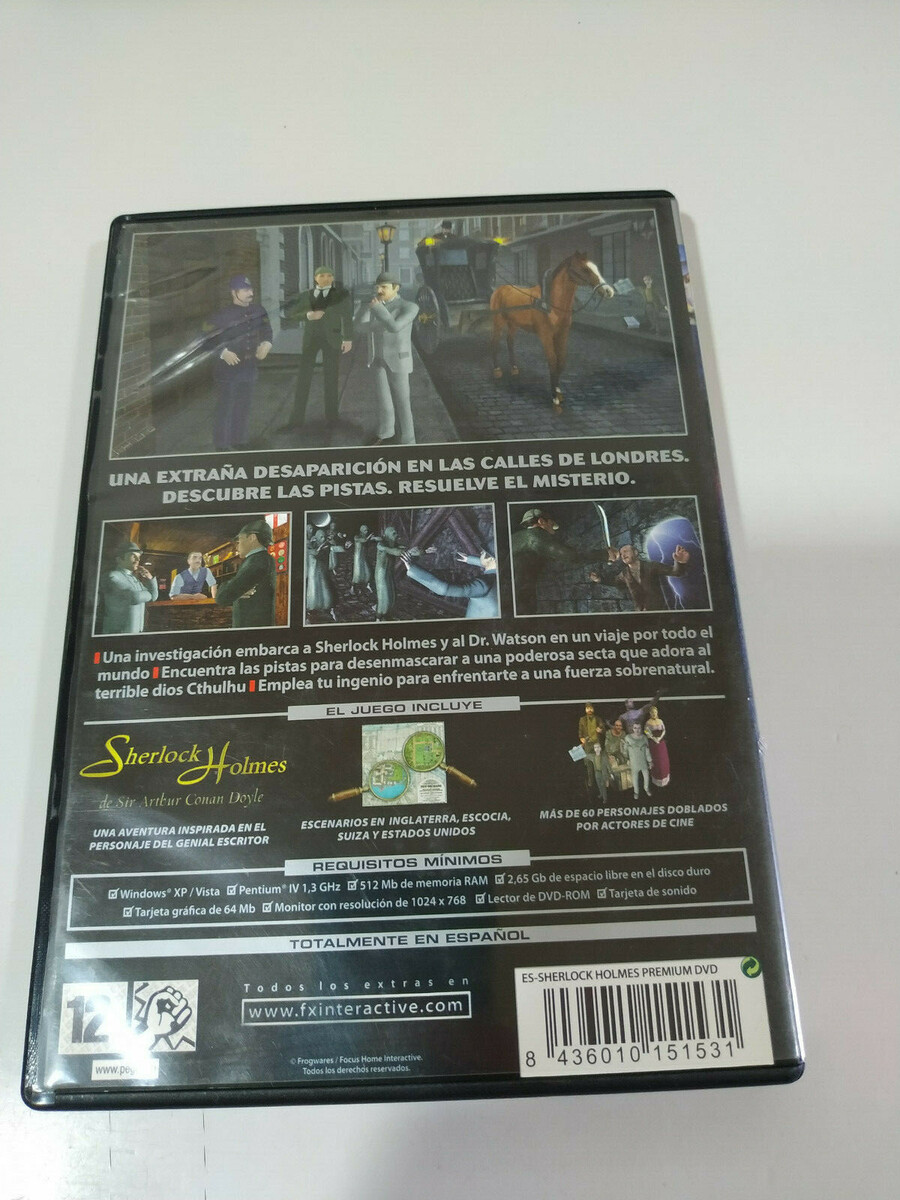 UNA EXTRAÑA DESAPARICIÓN EN LAS CALLES DE LONDRES.
DESCUBRE LAS PISTAS. RESUELVE EL MISTERIO.
Una investigación embarca a Sherlock Holmes y al Dr. Watson en un viaje por todo el
mundo Encuentra las pistas para desenmascarar a una poderosa secta que adora al
terrible dios Cthulhu Emplea tu ingenio para enfrentarte a una fuerza sobrenatural.
EL JUEGO INCLUYE
Sherlock Holmes
de Sir Arthur Conan Doyle
UNA AVENTURA INSPIRADA EN EL
PERSONAJE DEL GENIAL ESCRITOR
ESCENARIOS EN INGLATERRA, ESCOCIA,
SUIZA Y ESTADOS UNIDOS
MÁS DE 60 PERSONAJES DOBLADOS
POR ACTORES DE CINE
REQUISITOS MÍNIMOS
Windows® XP / Vista Pentium® IV 1,3 GHz 512 Mb de memoria RAM 2,65 Gb de espacio libre en el disco duro
Tarjeta gráfica de 64 Mb Monitor con resolución de 1024 x 768 Lector de DVD-ROM Tarjeta de sonido
TOTALMENTE EN ESPAÑOL
12
Todos los extras en
www.fxinteractive.com
© Frogwares / Focus Home Interactive.
Todos los derechos reservados.
ES-SHERLOCK HOLMES PREMIUM DVD
8 436010 151531